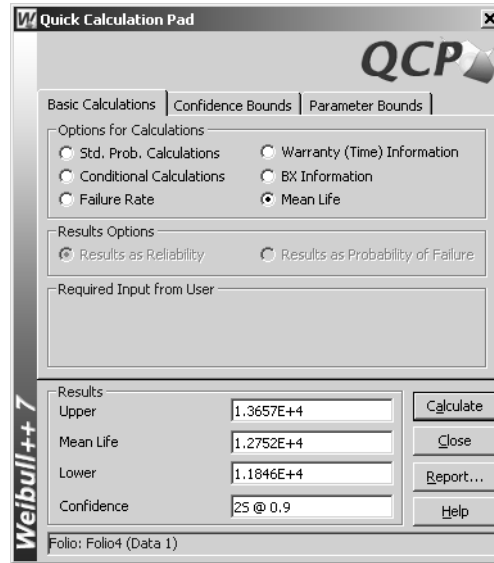 Quick Calculation Pad
QCP
Basic Calculations Confidence Bounds Parameter Bounds
Options for Calculations
Std. Prob. Calculations Warranty (Time) Information
Conditional Calculations BX Information
Failure Rate Mean Life
Results Options
Results as Reliability Results as Probability of Failure
Required Input from User
Results
Upper 1.3657E+4 Calculate
Mean Life 1.2752E+4 Close
Lower 1.1846E+4 Report...
Confidence 2S @ 0.9 Help
Folio: Folio4 (Data 1)
Weibull++ 7